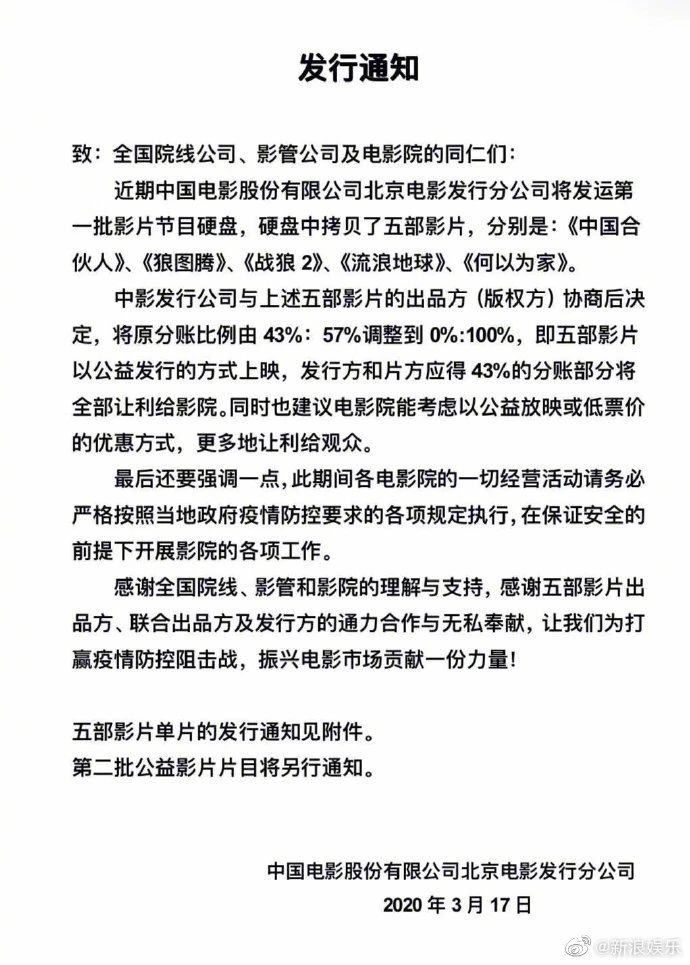 发行通知
致：全国院线公司、影管公司及电影院的同仁们：
近期中国电影股份有限公司北京电影发行分公司将发运第
一批影片节目硬盘，硬盘中拷贝了五部影片，分别是：《中国合
伙人》、《狼图腾》、《战狼 2》、《流浪地球》、《何以为家》。
中影发行公司与上述五部影片的出品方（版权方）协商后决
定，将原分账比例由 43%：57%调整到 0%:100%，即五部影片
以公益发行的方式上映，发行方和片方应得 43%的分账部分将
全部让利给影院。同时也建议电影院能考虑以公益放映或低票价
的优惠方式，更多地让利给观众。
最后还要强调一点，此期间各电影院的一切经营活动请务必
严格按照当地政府疫情防控要求的各项规定执行，在保证安全的
前提下开展影院的各项工作。
感谢全国院线、影管和影院的理解与支持，感谢五部影片出
品方、联合出品方及发行方的通力合作与无私奉献，让我们为打
赢疫情防控阻击战，振兴电影市场贡献一份力量！
五部影片单片的发行通知见附件。
第二批公益影片片目将另行通知。
中国电影股份有限公司北京电影发行分公司
2020 年 3 月 17 日
@新浪娱乐